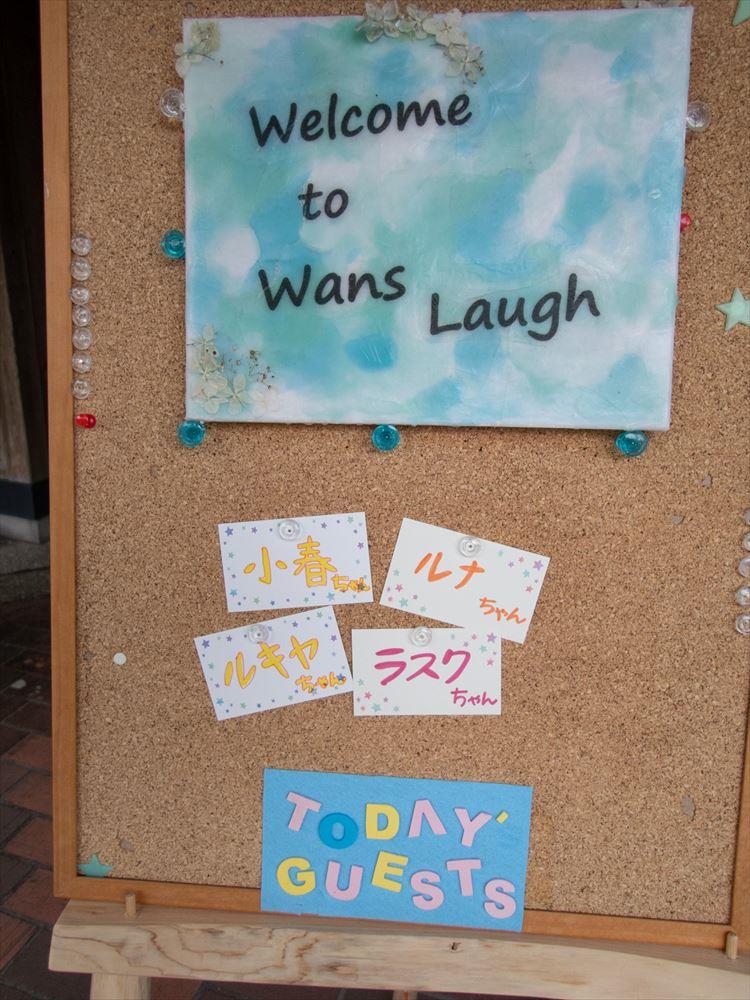 Welcome
to
Wans Laugh
小春ちゃん
ルナ
ちゃん
ルキヤ
ちゃん
ラスク
ちゃん
TODAY'
GUESTS